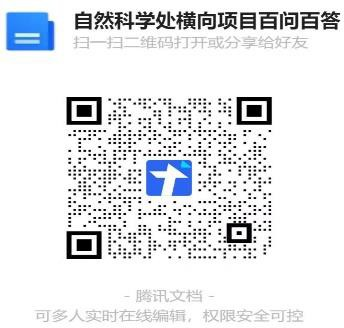 自然科学处横向项目百问百答
扫一扫二维码打开或分享给好友
- 腾讯文档 -
可多人实时在线编辑，权限安全可控